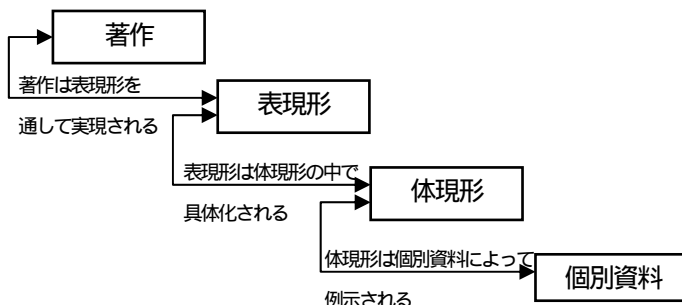 著作
著作は表現形を
通して実現される
表現形
表現形は体現形の中で
具体化される
体現形
体現形は個別資料によって
例示される
個別資料